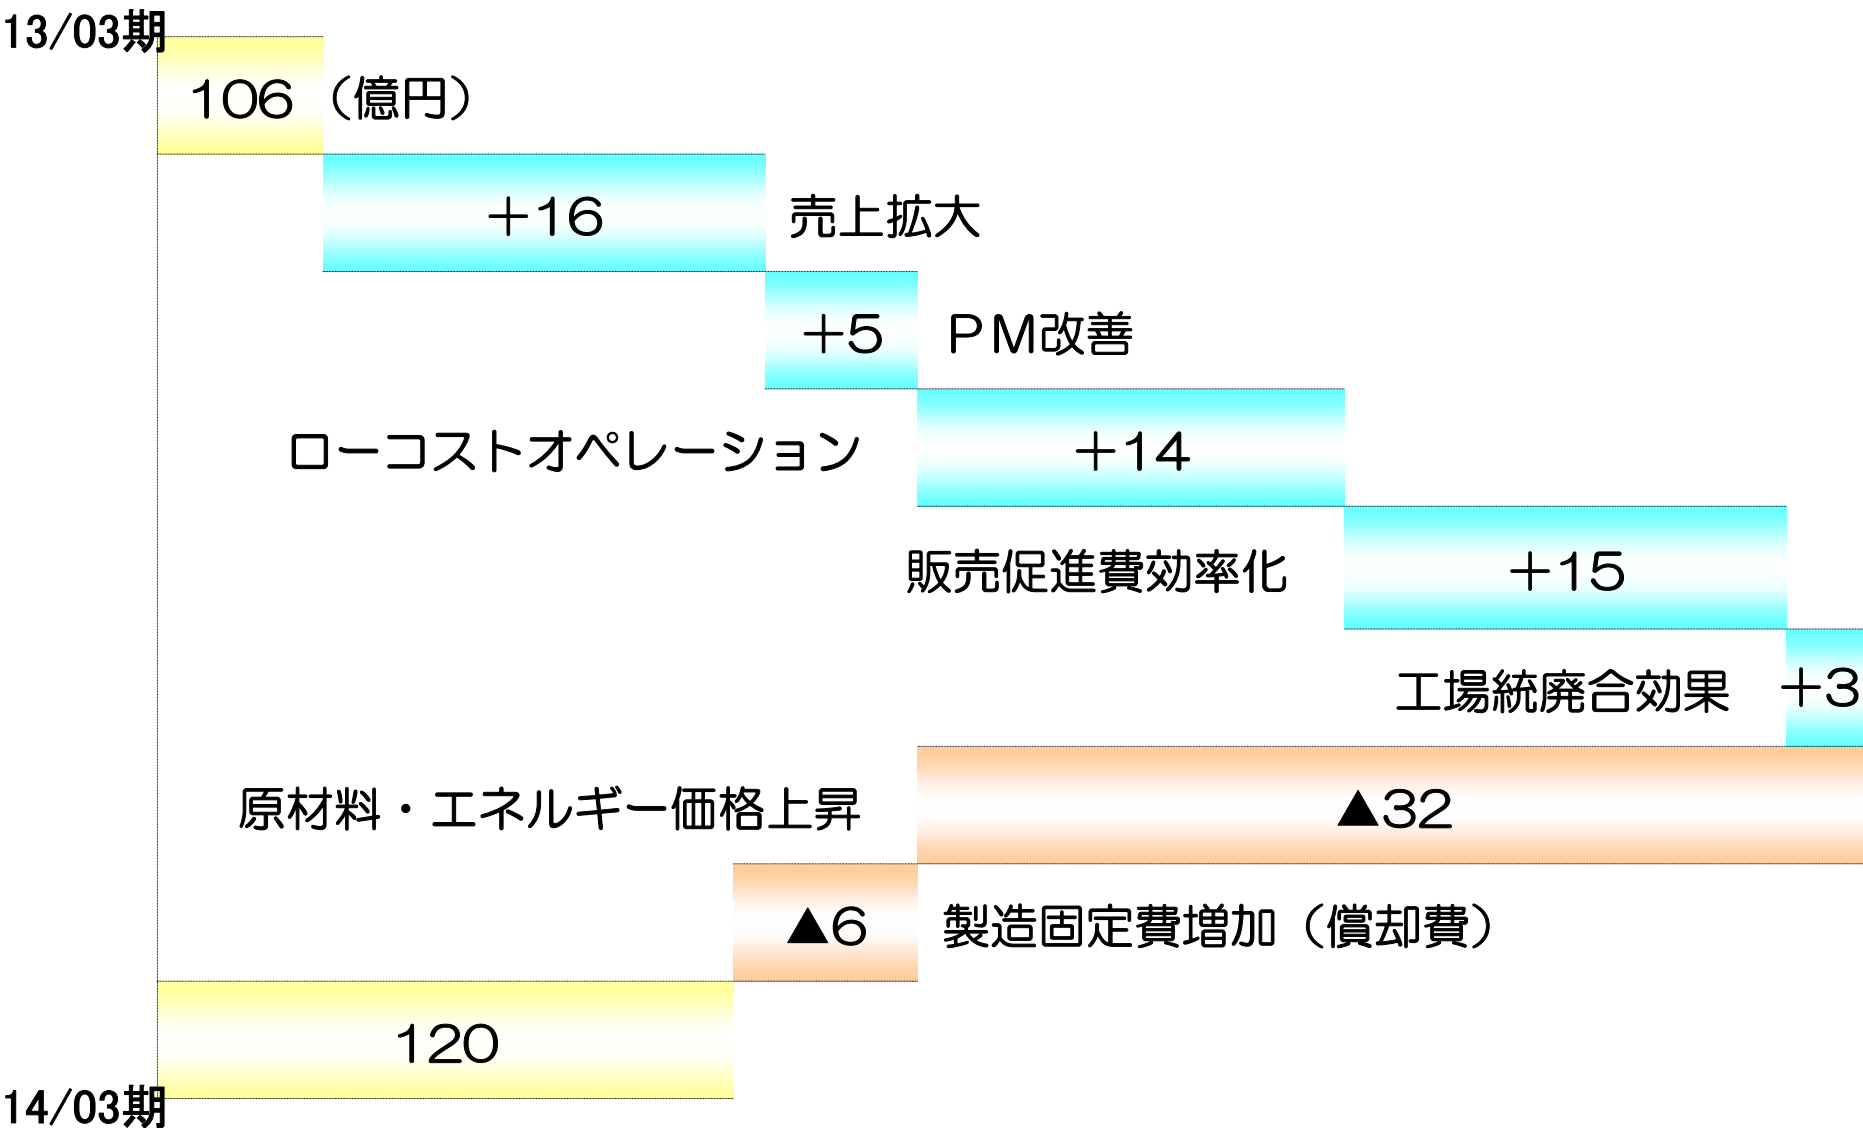 13/03期
106（億円）
+16 売上拡大
+5 PM改善
ローコストオペレーション +14
販売促進費効率化 +15
工場統廃合効果 +3
原材料・エネルギー価格上昇 ▲32
▲6 製造固定費増加（償却費）
120
14/03期